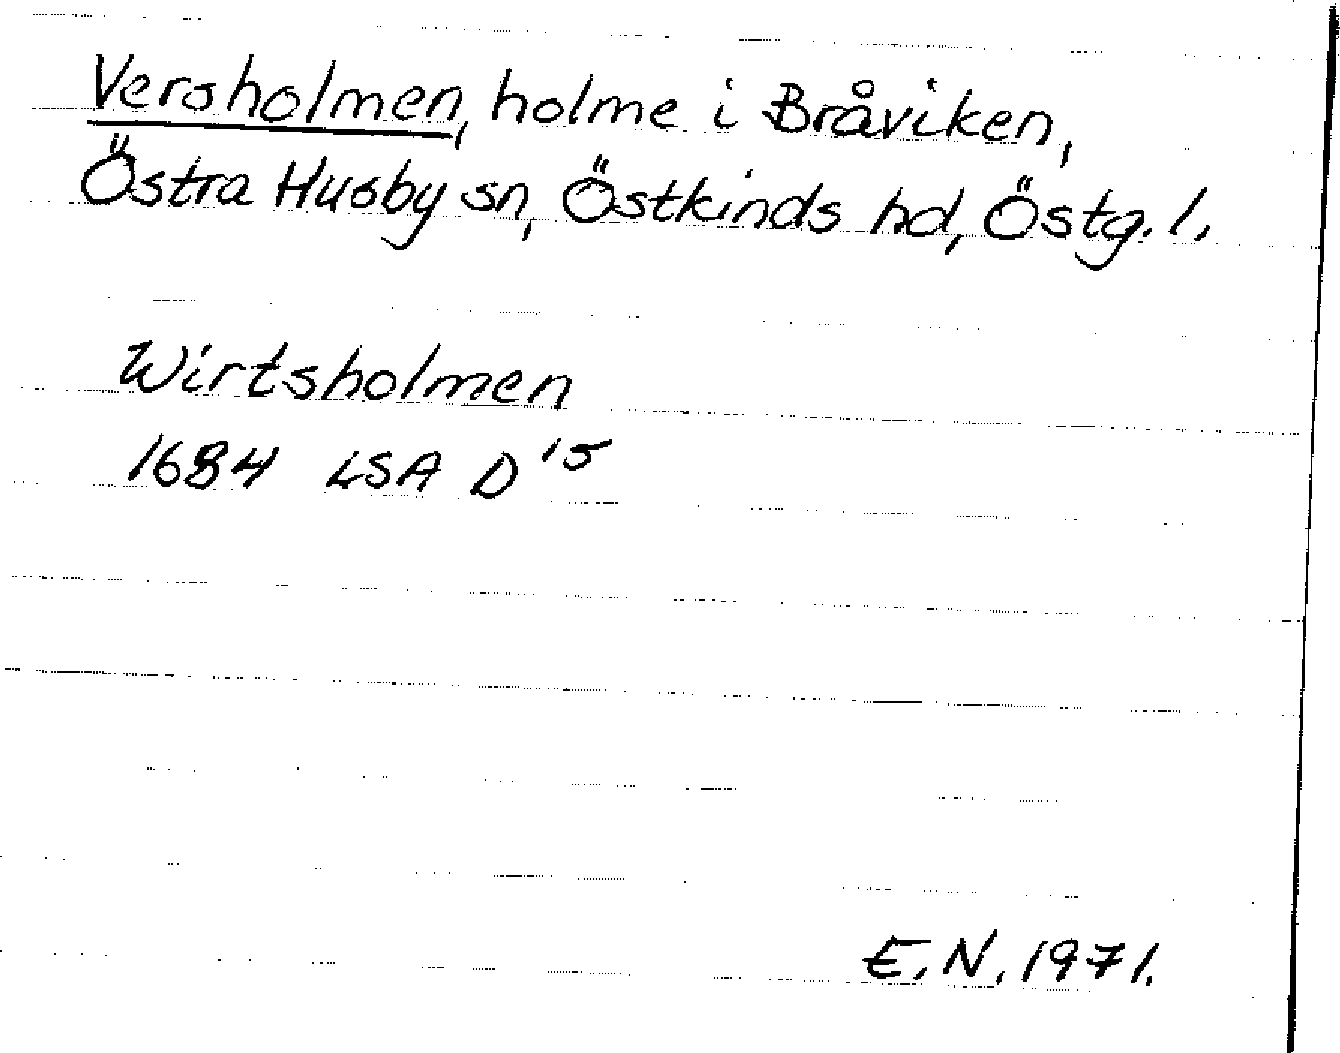 Versholmen, holme i Bråviken,
Östra Husby sn, Östkinds hd, Östg. l.
Wirtsholmen
1684 LSA D 15
E.N. 1971.